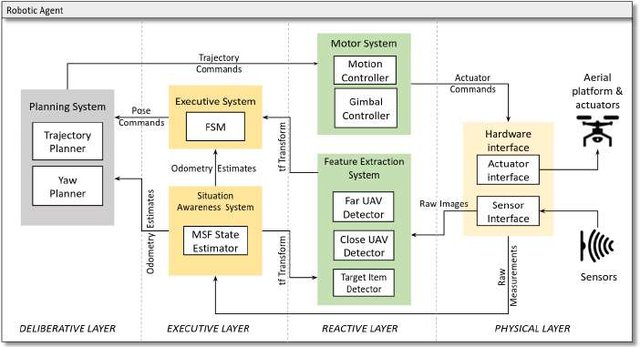 Robotic Agent
Planning System
Trajectory
Planner
Yaw
Planner
Trajectory
Commands
Pose
Commands
Executive System
FSM
Odometry Estimates
Situation
Awareness System
MSF State
Estimator
Odometry Estimates
tf Transform
tf Transform
Motor System
Motion
Controller
Gimbal
Controller
Feature Extraction
System
Far UAV
Detector
Close UAV
Detector
Target Item
Detector
Actuator
Commands
Raw Images
Raw
Measurements
Hardware
interface
Actuator
interface
Sensor
Interface
Aerial
platform &
actuators
Sensors
DELIBERATIVE LAYER
EXECUTIVE LAYER
REACTIVE LAYER
PHYSICAL LAYER